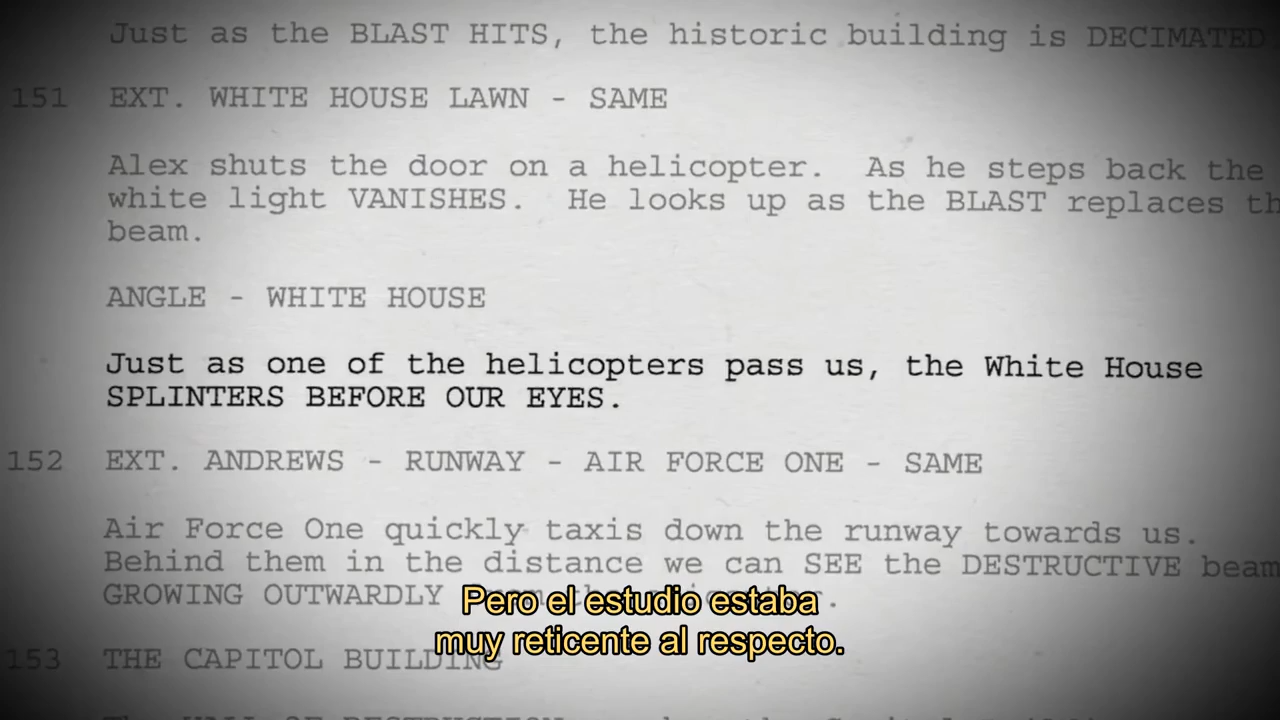 Just as the BLAST HITS, the historic building is DECIMATED
151 EXT. WHITE HOUSE LAWN - SAME
Alex shuts the door on a helicopter. As he steps back the
white light VANISHES. He looks up as the BLAST replaces th
beam.
ANGLE - WHITE HOUSE
Just as one of the helicopters pass us, the White House
SPLINTERS BEFORE OUR EYES.
152 EXT. ANDREWS - RUNWAY - AIR FORCE ONE - SAME
Air Force One quickly taxis down the runway towards us.
Behind them in the distance we can SEE the DESTRUCTIVE beam
GROWING OUTWARDLY
Pero el estudio estaba
muy reticente al respecto.
153 THE CAPITOL BUILDING